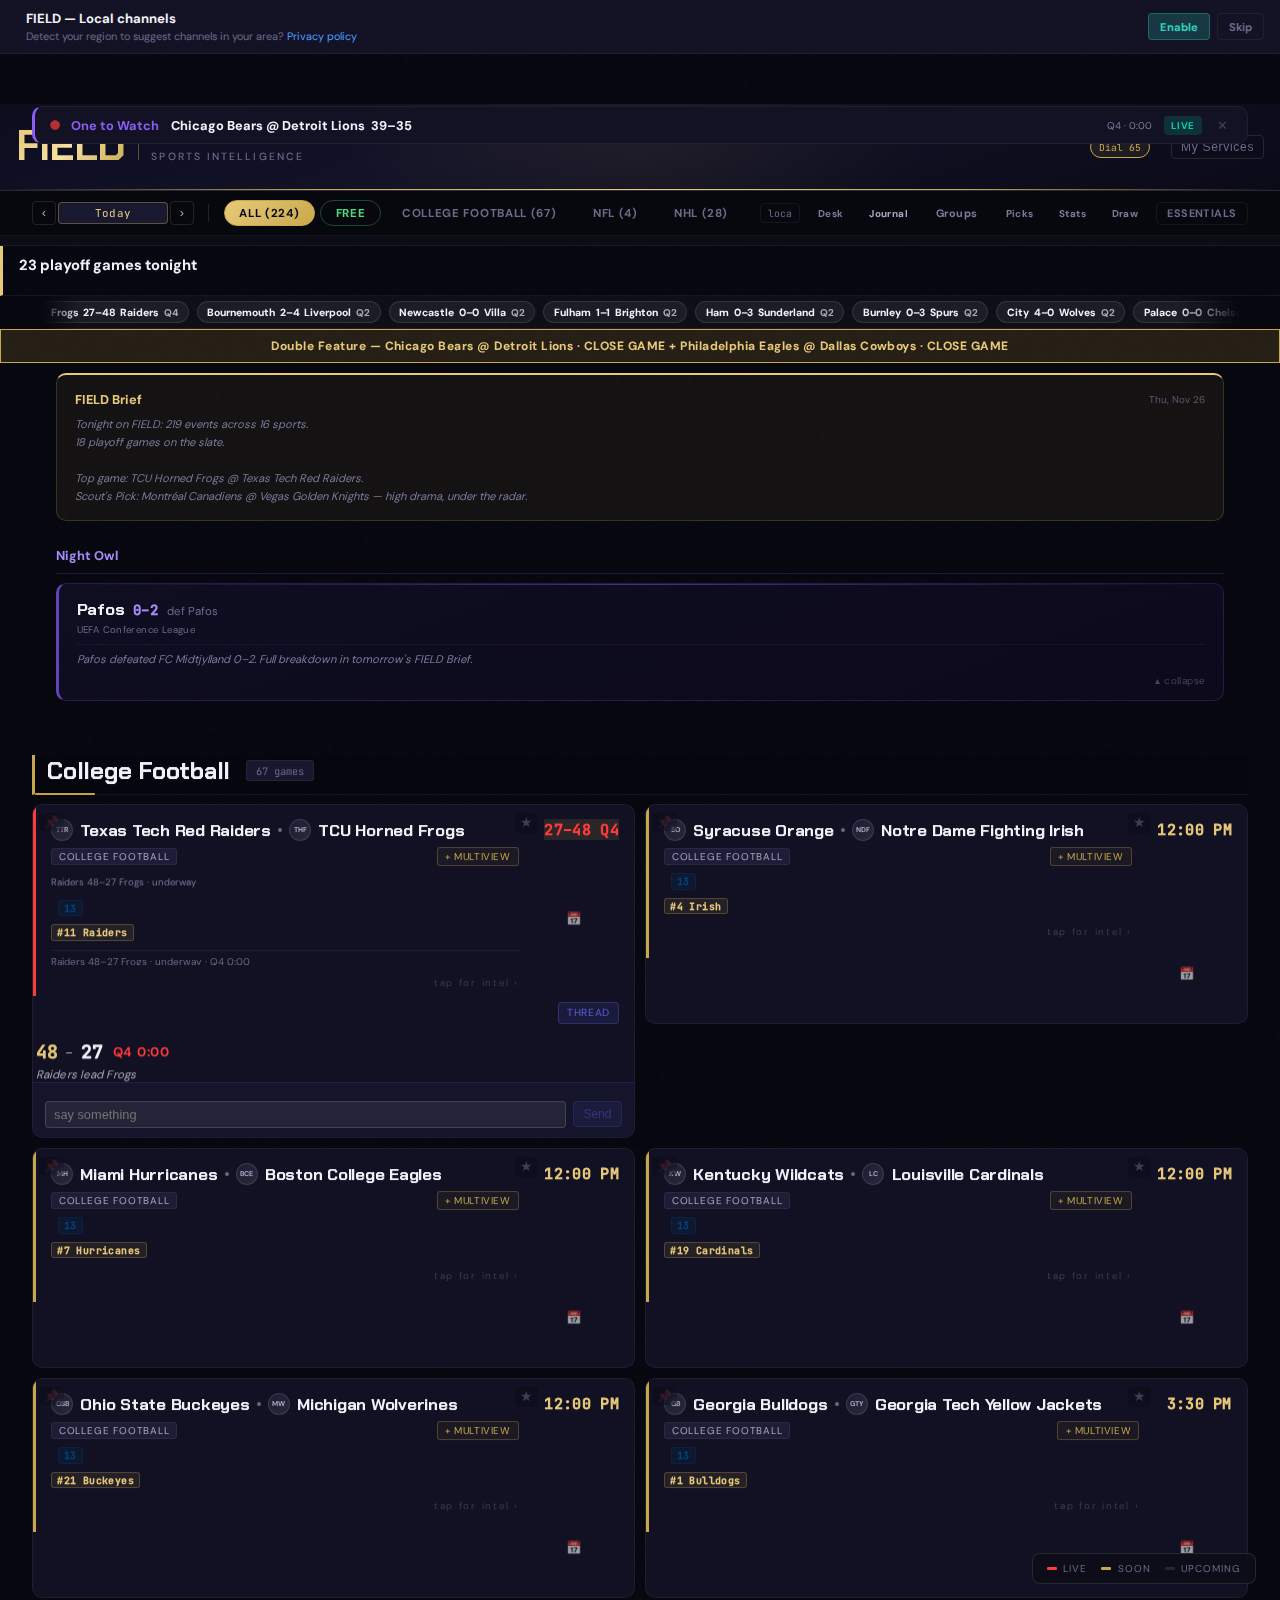 FIELD — Local channels
Detect your region to suggest channels in your area? Privacy policy
Enable
Skip
One to Watch Chicago Bears @ Detroit Lions 39–35
Q4 · 0:00 LIVE ×
FIELD
SPORTS INTELLIGENCE
Dial 65
My Services
‹ Today ›
ALL (224)
FREE
COLLEGE FOOTBALL (67)
NFL (4)
NHL (28)
loca
Desk
Journal
Groups
Picks
Stats
Draw
ESSENTIALS
23 playoff games tonight
Frogs 27–48 Raiders Q4
Bournemouth 2–4 Liverpool Q2
Newcastle 0–0 Villa Q2
Fulham 1–1 Brighton Q2
Ham 0–3 Sunderland Q2
Burnley 0–3 Spurs Q2
City 4–0 Wolves Q2
Palace 0–0 Chels
Double Feature — Chicago Bears @ Detroit Lions · CLOSE GAME + Philadelphia Eagles @ Dallas Cowboys · CLOSE GAME
FIELD Brief
Thu, Nov 26
Tonight on FIELD: 219 events across 16 sports.
18 playoff games on the slate.
Top game: TCU Horned Frogs @ Texas Tech Red Raiders.
Scout's Pick: Montréal Canadiens @ Vegas Golden Knights — high drama, under the radar.
Night Owl
Pafos 0–2 def Pafos
UEFA Conference League
Pafos defeated FC Midtjylland 0–2. Full breakdown in tomorrow's FIELD Brief.
▴ collapse
College Football 67 games
Texas Tech Red Raiders • THF TCU Horned Frogs ★ 27–48 Q4
COLLEGE FOOTBALL
+ MULTIVIEW
Raiders 48–27 Frogs · underway
13
#11 Raiders
Raiders 48–27 Frogs · underway · Q4 0:00
tap for intel ›
THREAD
48 – 27 Q4 0:00
Raiders lead Frogs
say something
Send
Syracuse Orange • NDF Notre Dame Fighting Irish ★ 12:00 PM
COLLEGE FOOTBALL
+ MULTIVIEW
13
#4 Irish
tap for intel ›
Miami Hurricanes • BCE Boston College Eagles ★ 12:00 PM
COLLEGE FOOTBALL
+ MULTIVIEW
13
#7 Hurricanes
tap for intel ›
Kentucky Wildcats • LC Louisville Cardinals ★ 12:00 PM
COLLEGE FOOTBALL
+ MULTIVIEW
13
#19 Cardinals
tap for intel ›
Ohio State Buckeyes • MW Michigan Wolverines ★ 12:00 PM
COLLEGE FOOTBALL
+ MULTIVIEW
13
#21 Buckeyes
tap for intel ›
Georgia Bulldogs • GTY Georgia Tech Yellow Jackets ★ 3:30 PM
COLLEGE FOOTBALL
+ MULTIVIEW
13
#1 Bulldogs
tap for intel ›
LIVE
SOON
UPCOMING